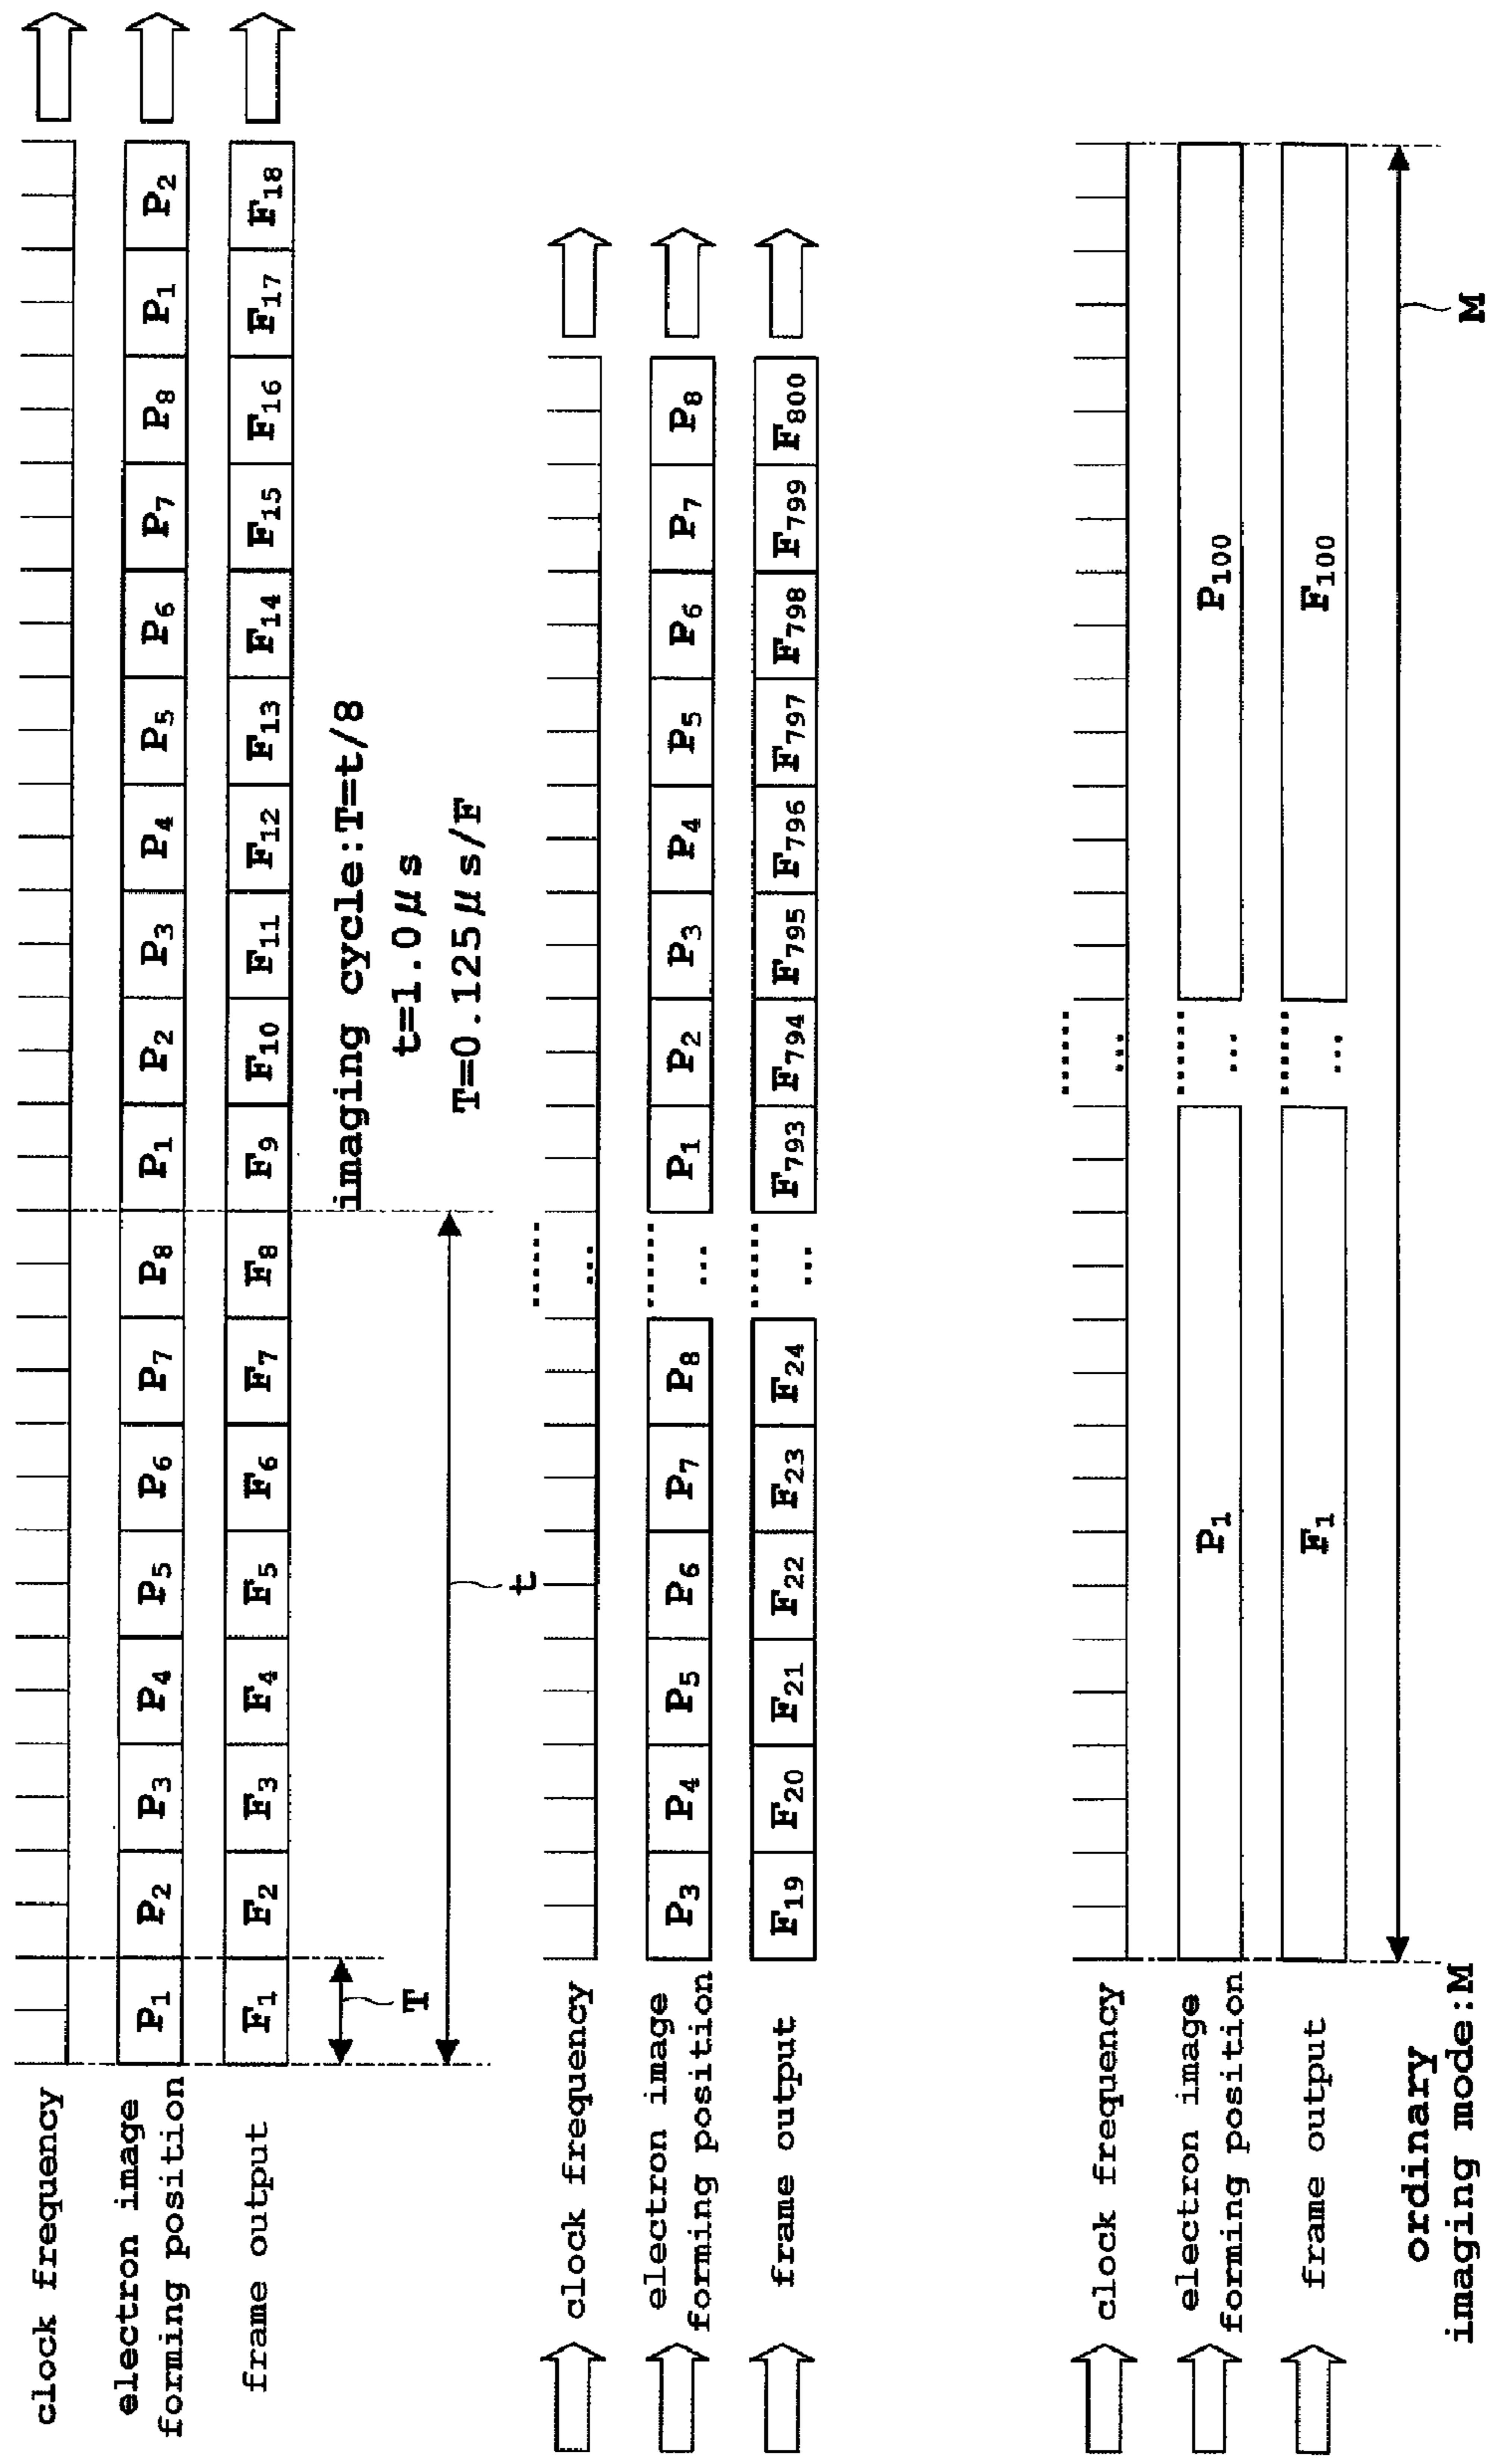 clock frequency
electron image
forming position
P1 P2 P3 P4 P5 P6 P7 P8 P1 P2 P3 P4 P5 P6 P7 P8 P1 P2
frame output
F1 F2 F3 F4 F5 F6 F7 F8 F9 F10 F11 F12 F13 F14 F15 F16 F17 F18
T
t
imaging cycle:T=t/8
t=1.0μs
T=0.125μs/F
clock frequency
...... ...
electron image
forming position
P3 P4 P5 P6 P7 P8 ...... ... P1 P2 P3 P4 P5 P6 P7 P8
frame output
F19 F20 F21 F22 F23 F24 ...... ... F793 F794 F795 F796 F797 F798 F799 F800
clock frequency
...... ...
electron image
forming position
P1 ...... ... P100
frame output
F1 ...... ... F100
M
ordinary
imaging mode:M